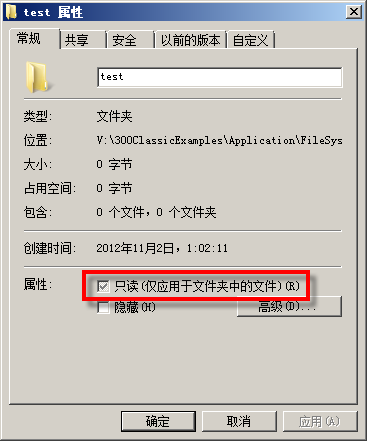 test 属性
常规 共享 安全 以前的版本 自定义
test
类型: 文件夹
位置: V:\300ClassicExamples\Application\FileSys
大小: 0 字节
占用空间: 0 字节
包含: 0 个文件，0 个文件夹
创建时间: 2012年11月2日，1:02:11
属性: 只读(仅应用于文件夹中的文件)(R)
隐藏(H) 高级(D)...
确定 取消 应用(A)